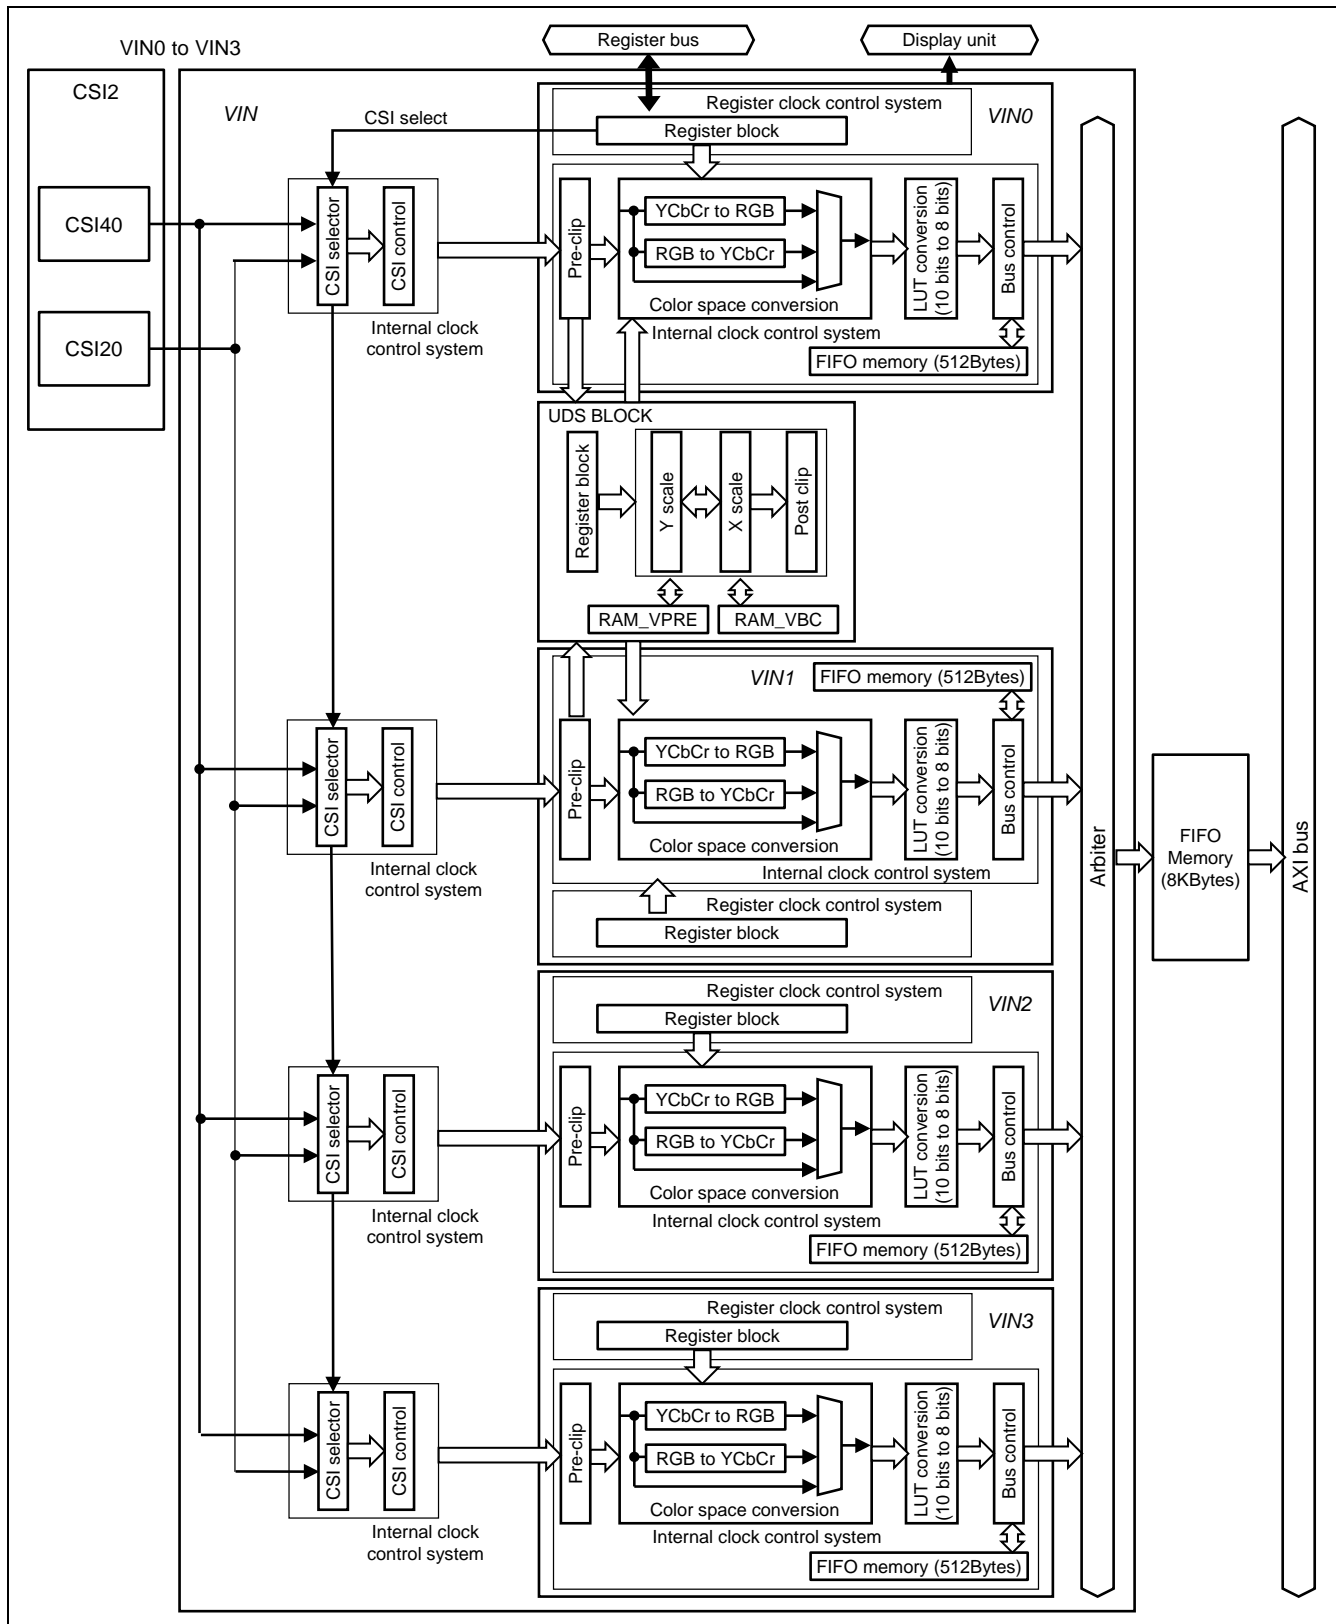 VIN0 to VIN3
Register bus
Display unit
CSI2
VIN
CSI select
Register clock control system
VIN0
Register block
CSI40
CSI20
CSI selector
CSI control
Internal clock
control system
Pre-clip
YCbCr to RGB
RGB to YCbCr
Color space conversion
Internal clock control system
LUT conversion
(10 bits to 8 bits)
Bus control
FIFO memory (512Bytes)
UDS BLOCK
Register block
Y scale
X scale
Post clip
RAM_VPRE
RAM_VBC
VIN1
FIFO memory (512Bytes)
CSI selector
CSI control
Internal clock
control system
Pre-clip
YCbCr to RGB
RGB to YCbCr
Color space conversion
Internal clock control system
LUT conversion
(10 bits to 8 bits)
Bus control
Register clock control system
Register block
Arbiter
FIFO
Memory
(8KBytes)
AXI bus
Register clock control system
VIN2
Register block
CSI selector
CSI control
Internal clock
control system
Pre-clip
YCbCr to RGB
RGB to YCbCr
Color space conversion
Internal clock control system
LUT conversion
(10 bits to 8 bits)
Bus control
FIFO memory (512Bytes)
Register clock control system
VIN3
Register block
CSI selector
CSI control
Internal clock
control system
Pre-clip
YCbCr to RGB
RGB to YCbCr
Color space conversion
Internal clock control system
LUT conversion
(10 bits to 8 bits)
Bus control
FIFO memory (512Bytes)